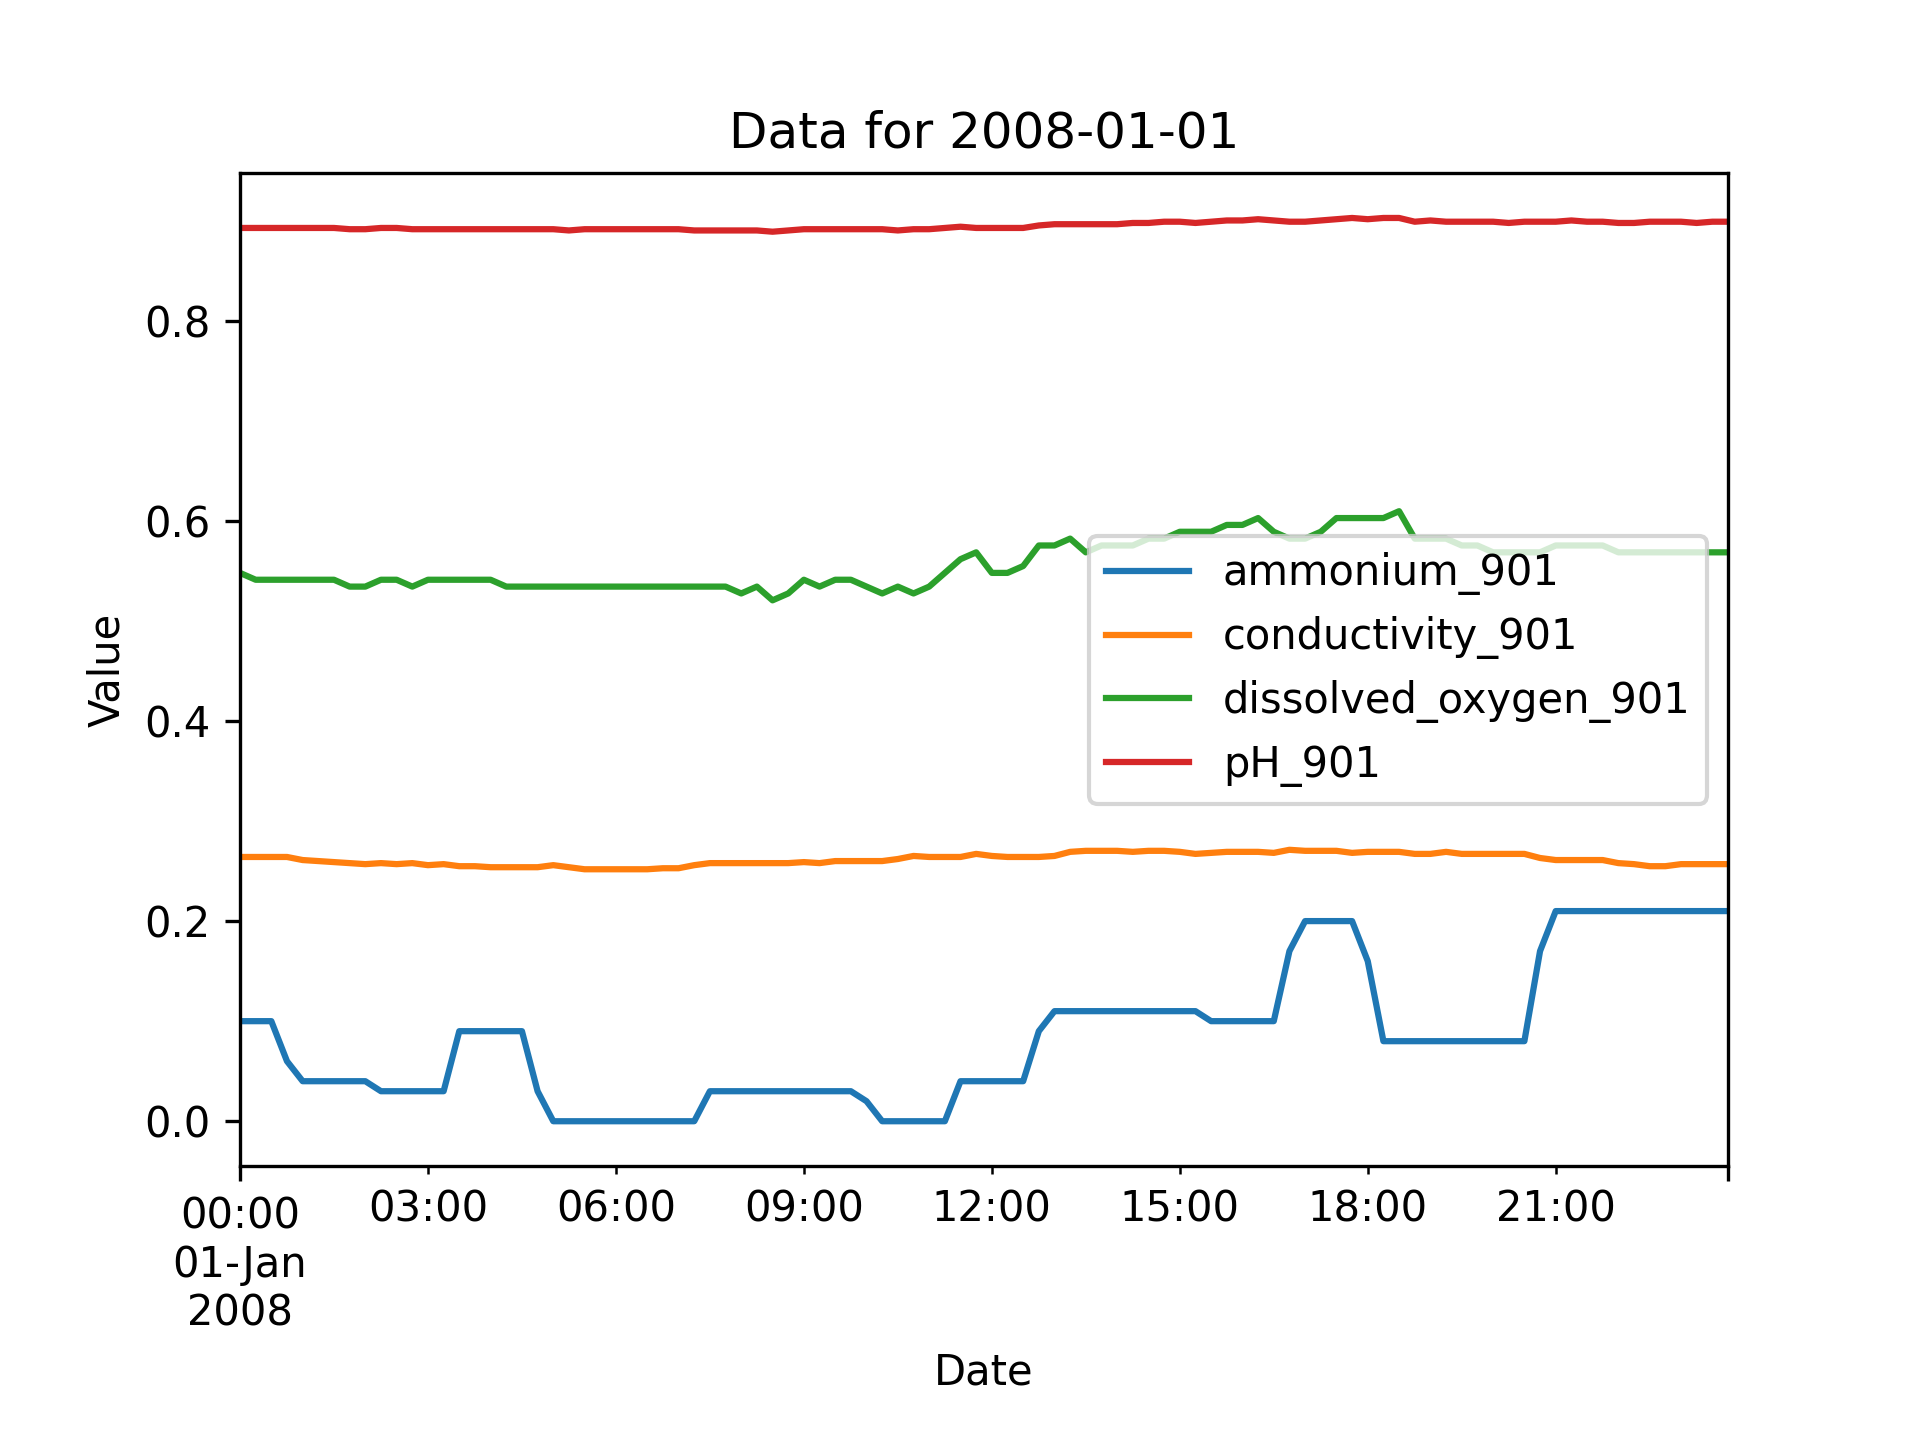 Data for 2008-01-01
Value
0.8
0.6
0.4
0.2
0.0
ammonium_901
conductivity_901
dissolved_oxygen_901
pH_901
00:00 03:00 06:00 09:00 12:00 15:00 18:00 21:00
01-Jan
2008
Date